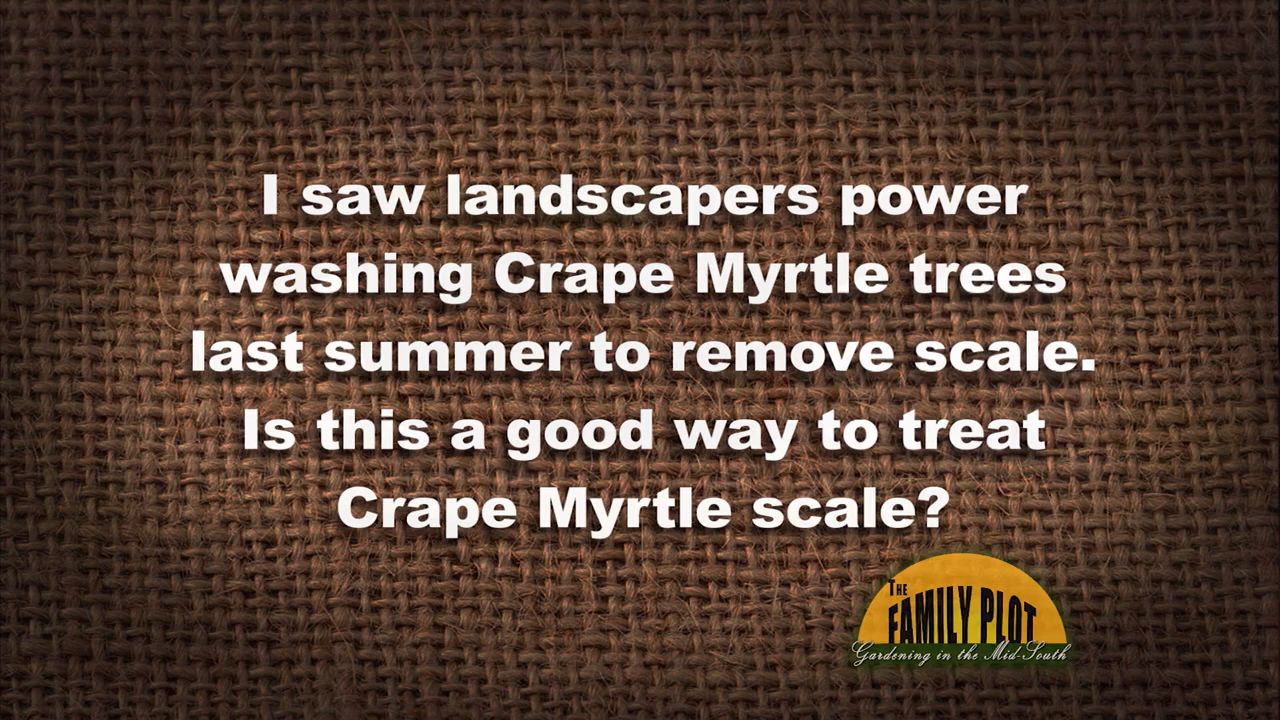 I saw landscapers power
washing Crape Myrtle trees
last summer to remove scale.
Is this a good way to treat
Crape Myrtle scale?
THE
FAMILY PLOT
Gardening in the Mid-South